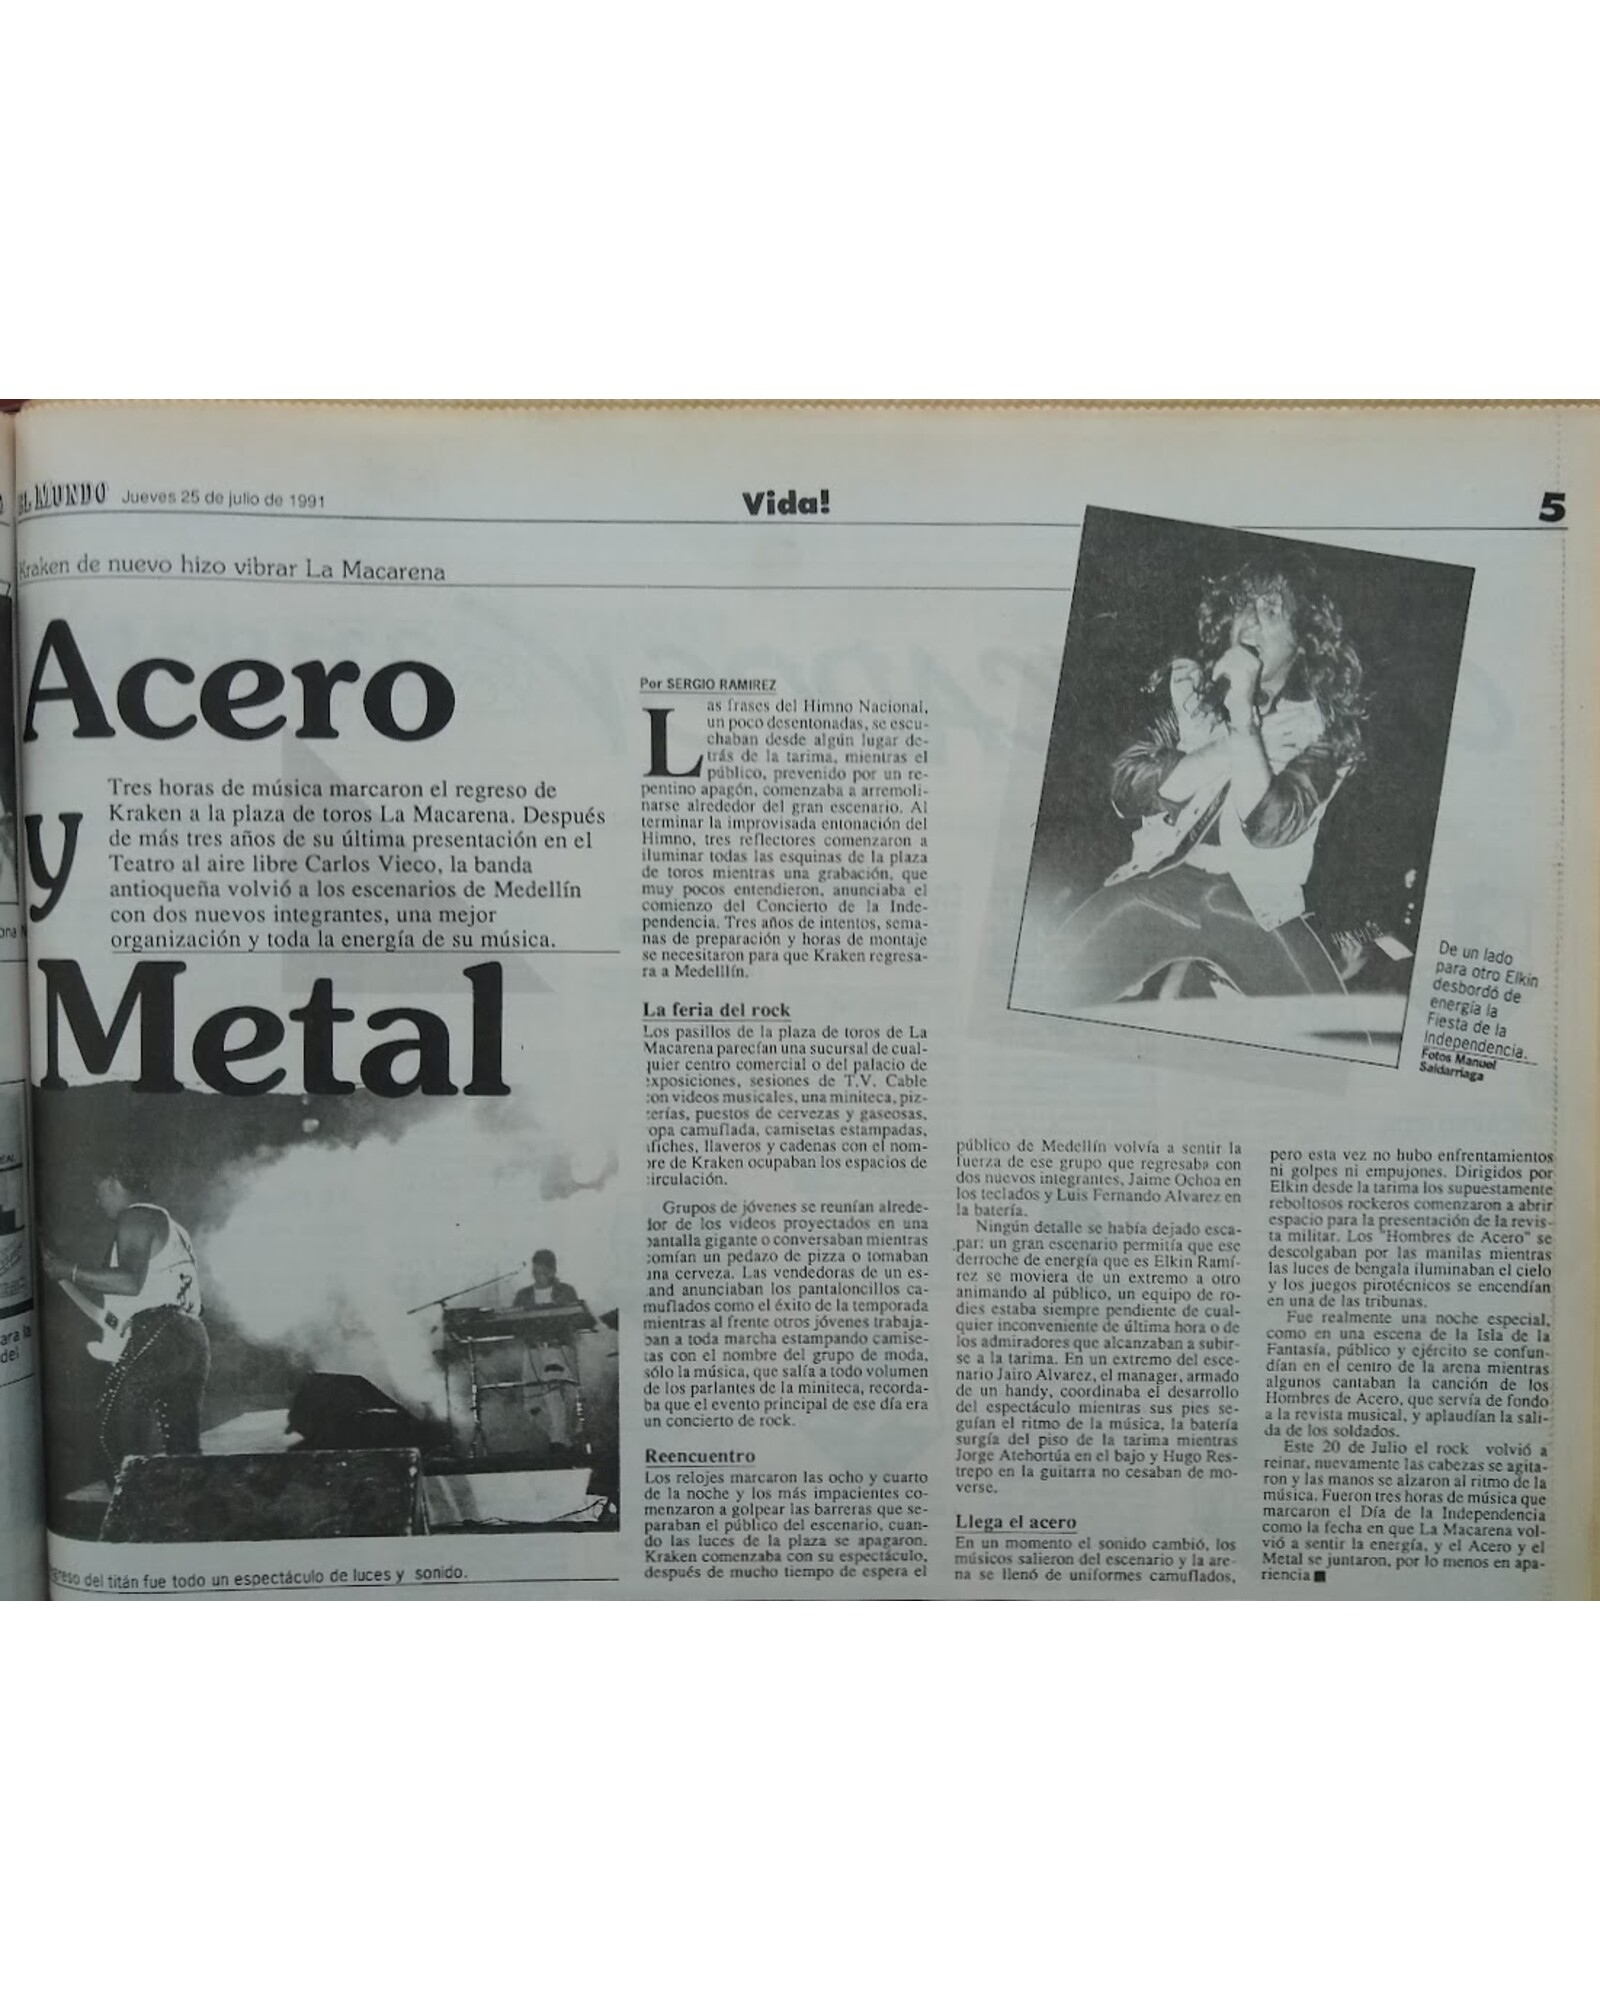 EL MUNDO Jueves 25 de julio de 1991
Vida!
5
Kraken de nuevo hizo vibrar La Macarena
Acero
y
Metal
Tres horas de música marcaron el regreso de
Kraken a la plaza de toros La Macarena. Después
de más tres años de su última presentación en el
Teatro al aire libre Carlos Vieco, la banda
antioqueña volvió a los escenarios de Medellín
con dos nuevos integrantes, una mejor
organización y toda la energía de su música.
Por SERGIO RAMIREZ
Las frases del Himno Nacional,
un poco desentonadas, se escu-
chaban desde algún lugar de-
trás de la tarima, mientras el
público, prevenido por un re-
pentino apagón, comenzaba a arremoli-
narse alrededor del gran escenario. Al
terminar la improvisada entonación del
Himno, tres reflectores comenzaron a
iluminar todas las esquinas de la plaza
de toros mientras una grabación, que
muy pocos entendieron, anunciaba el
comienzo del Concierto de la Inde-
pendencia. Tres años de intentos, sema-
nas de preparación y horas de montaje
se necesitaron para que Kraken regresa-
ra a Medelllín.
La feria del rock
Los pasillos de la plaza de toros de La
Macarena parecían una sucursal de cual-
quier centro comercial o del palacio de
exposiciones, sesiones de T.V. Cable
con videos musicales, una miniteca, piz-
zerías, puestos de cervezas y gaseosas,
opa camuflada, camisetas estampadas,
afiches, llaveros y cadenas con el nom-
bre de Kraken ocupaban los espacios de
circulación.
Grupos de jóvenes se reunían alrede-
dor de los videos proyectados en una
pantalla gigante o conversaban mientras
comían un pedazo de pizza o tomaban
una cerveza. Las vendedoras de un es-
tand anunciaban los pantaloncillos ca-
muflados como el éxito de la temporada
mientras al frente otros jóvenes trabaja-
ban a toda marcha estampando camise-
tas con el nombre del grupo de moda,
sólo la música, que salía a todo volumen
de los parlantes de la miniteca, recorda-
ba que el evento principal de ese día era
un concierto de rock.
Reencuentro
Los relojes marcaron las ocho y cuarto
de la noche y los más impacientes co-
menzaron a golpear las barreras que se-
paraban el público del escenario, cuan-
do las luces de la plaza se apagaron.
Kraken comenzaba con su espectáculo,
después de mucho tiempo de espera el
público de Medellín volvía a sentir la
fuerza de ese grupo que regresaba con
dos nuevos integrantes, Jaime Ochoa en
los teclados y Luis Fernando Alvarez en
la batería.
Ningún detalle se había dejado esca-
par: un gran escenario permitía que ese
derroche de energía que es Elkin Ramí-
rez se moviera de un extremo a otro
animando al público, un equipo de ro-
dies estaba siempre pendiente de cual-
quier inconveniente de última hora o de
los admiradores que alcanzaban a subir-
se a la tarima. En un extremo del esce-
nario Jairo Alvarez, el manager, armado
de un handy, coordinaba el desarrollo
del espectáculo mientras sus pies se-
guían el ritmo de la música, la batería
surgía del piso de la tarima mientras
Jorge Atehortúa en el bajo y Hugo Res-
trepo en la guitarra no cesaban de mo-
verse.
Llega el acero
En un momento el sonido cambió, los
músicos salieron del escenario y la are-
na se llenó de uniformes camuflados,
pero esta vez no hubo enfrentamientos
ni golpes ni empujones. Dirigidos por
Elkin desde la tarima los supuestamente
reboltosos rockeros comenzaron a abrir
espacio para la presentación de la revis-
ta militar. Los "Hombres de Acero" se
descolgaban por las manilas mientras
las luces de bengala iluminaban el cielo
y los juegos pirotécnicos se encendían
en una de las tribunas.
Fue realmente una noche especial,
como en una escena de la Isla de la
Fantasía, público y ejército se confun-
dían en el centro de la arena mientras
algunos cantaban la canción de los
Hombres de Acero, que servía de fondo
a la revista musical, y aplaudían la sali-
da de los soldados.
Este 20 de Julio el rock volvió a
reinar, nuevamente las cabezas se agita-
ron y las manos se alzaron al ritmo de la
música. Fueron tres horas de música que
marcaron el Día de la Independencia
como la fecha en que La Macarena vol-
vió a sentir la energía, y el Acero y el
Metal se juntaron, por lo menos en apa-
riencia
De un lado
para otro Elkin
desbordó de
energía la
Fiesta de la
Independencia.
Fotos Manuel
Saldarriaga
greso del titán fue todo un espectáculo de luces y sonido.